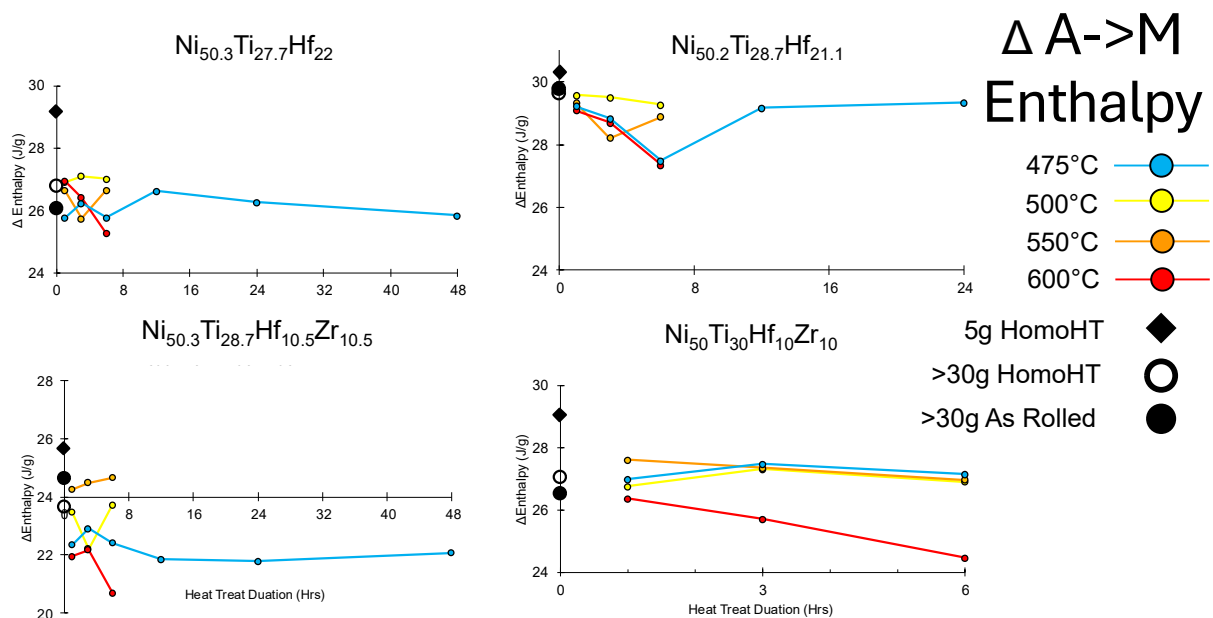 Ni50.3Ti27.7Hf22
Δ Enthalpy (J/g)
30
28
26
24
0
8
16
24
32
40
48
Ni50.2Ti28.7Hf21.1
ΔEnthalpy (J/g)
30
28
26
24
0
8
16
24
Δ A->M
Enthalpy
475°C
500°C
550°C
600°C
5g HomoHT
>30g HomoHT
>30g As Rolled
Ni50.3Ti28.7Hf10.5Zr10.5
ΔEnthalpy (J/g)
28
26
24
22
20
0
8
16
24
32
40
48
Heat Treat Duation (Hrs)
Ni50Ti30Hf10Zr10
ΔEnthalpy (J/g)
30
28
26
24
0
3
6
Heat Treat Duation (Hrs)